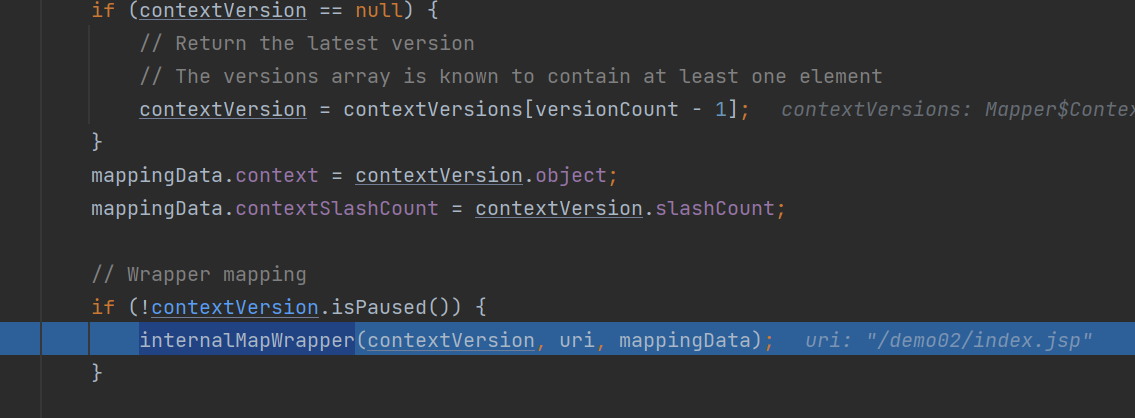 if (contextVersion == null) {
// Return the latest version
// The versions array is known to contain at least one element
contextVersion = contextVersions[versionCount - 1];   contextVersions: Mapper$Contex
}
mappingData.context = contextVersion.object;
mappingData.contextSlashCount = contextVersion.slashCount;
// Wrapper mapping
if (!contextVersion.isPaused()) {
internalMapWrapper(contextVersion, uri, mappingData);   uri: "/demo02/index.jsp"
}